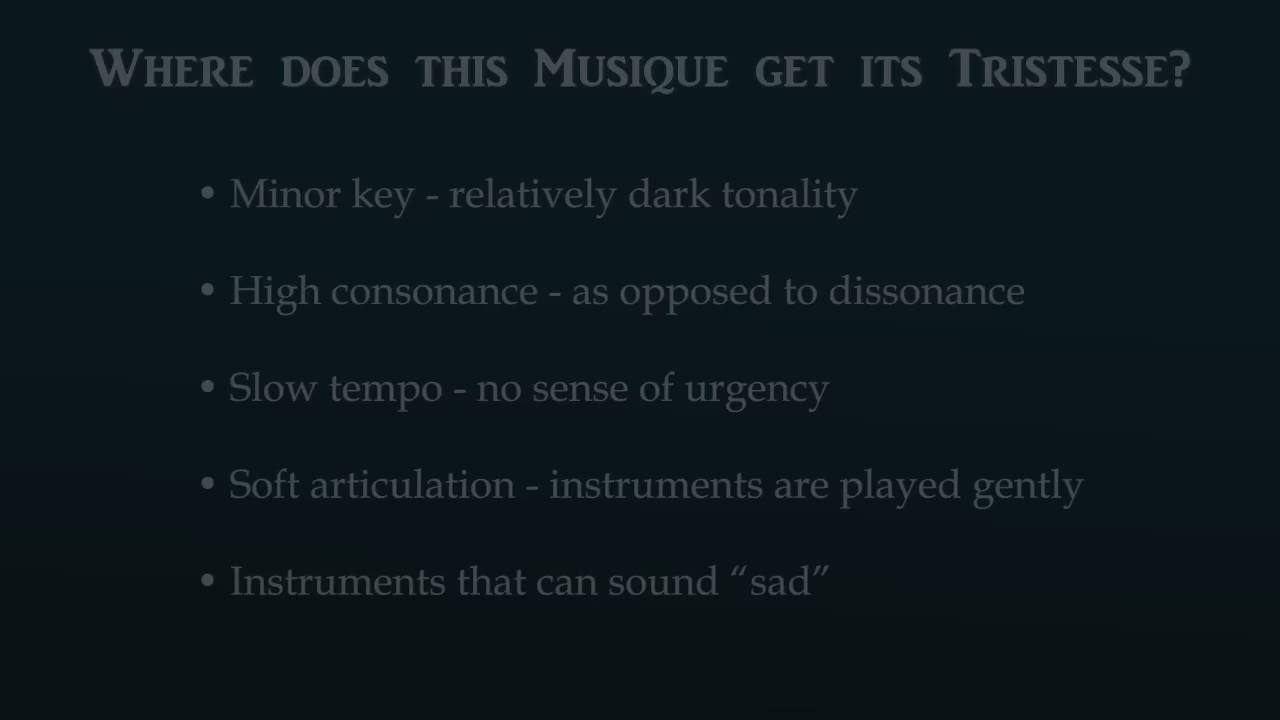 Where does this Musique get its Tristesse?
• Minor key - relatively dark tonality
• High consonance - as opposed to dissonance
• Slow tempo - no sense of urgency
• Soft articulation - instruments are played gently
• Instruments that can sound “sad”